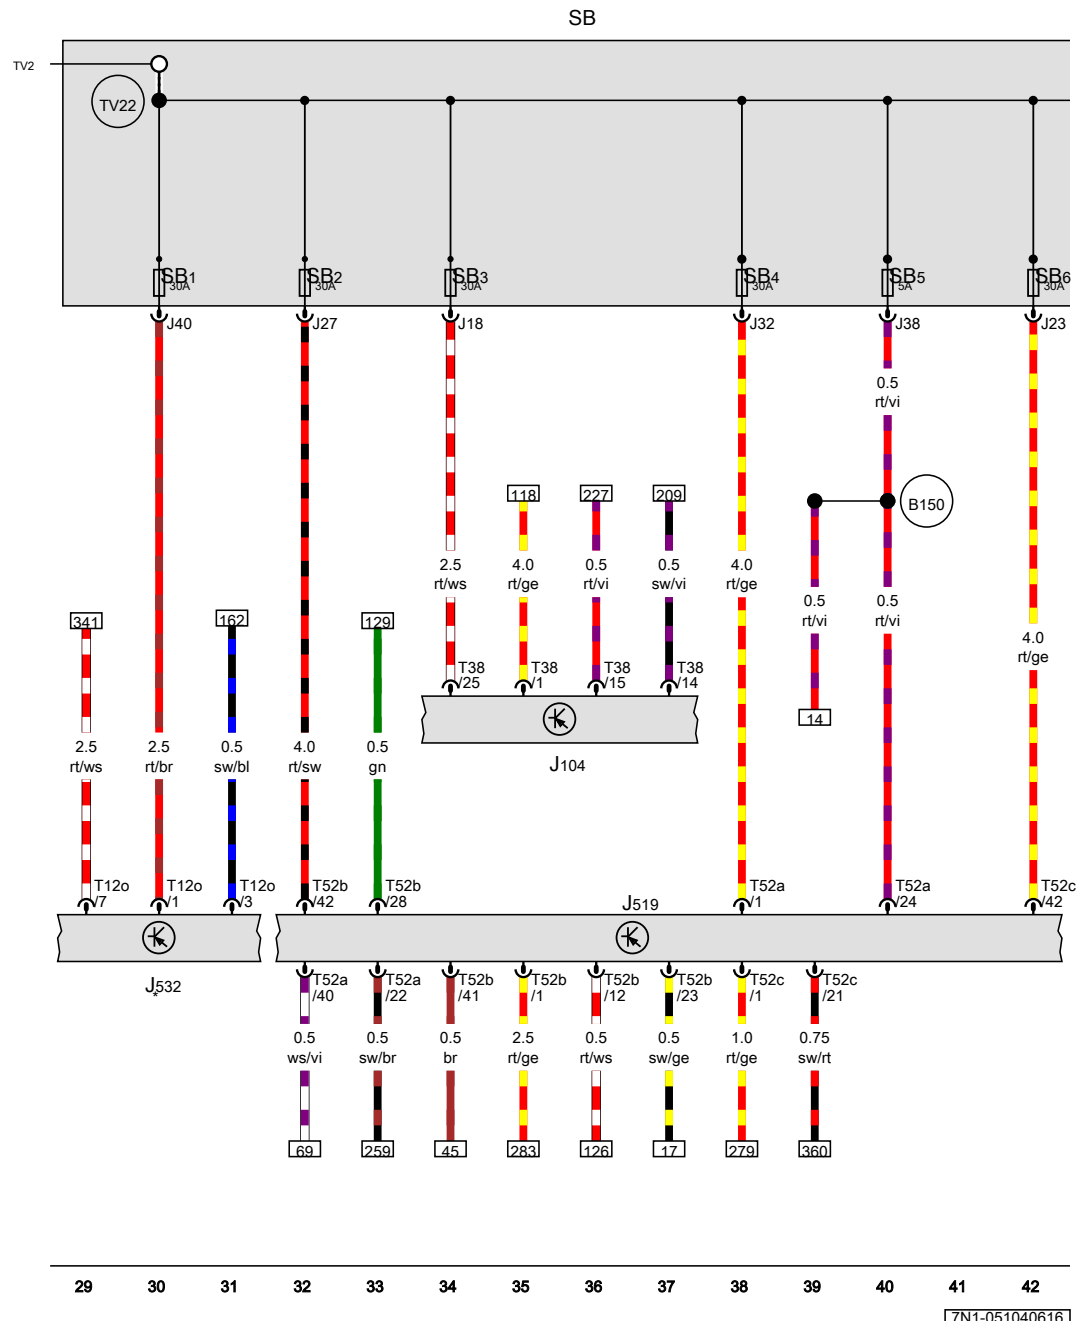 SB
TV2
TV22
SB1 SB2 SB3 SB4 SB5 SB6
30A 30A 30A 30A 5A 30A
J40 J27 J18 J32 J38 J23
0.5
rt/vi
118 227 209
B150
2.5 4.0 0.5 0.5 4.0
rt/ws rt/ge rt/vi sw/vi rt/ge
0.5 0.5
rt/vi rt/vi
341 162 129
4.0
rt/ge
T38 T38 T38 T38
/25 /1 /15 /14
14
2.5 2.5 0.5 4.0 0.5
rt/ws rt/br sw/bl rt/sw gn
J104
T12o T12o T12o T52b T52b T52a T52a T52c
/7 /1 /3 /42 /28 /1 /24 /42
J519
J532
*
T52a T52a T52b T52b T52b T52b T52c T52c
/40 /22 /41 /1 /12 /23 /1 /21
0.5 0.5 0.5 2.5 0.5 0.5 1.0 0.75
ws/vi sw/br br rt/ge rt/ws sw/ge rt/ge sw/rt
69 259 45 283 126 17 279 360
29 30 31 32 33 34 35 36 37 38 39 40 41 42
7N1-051040616